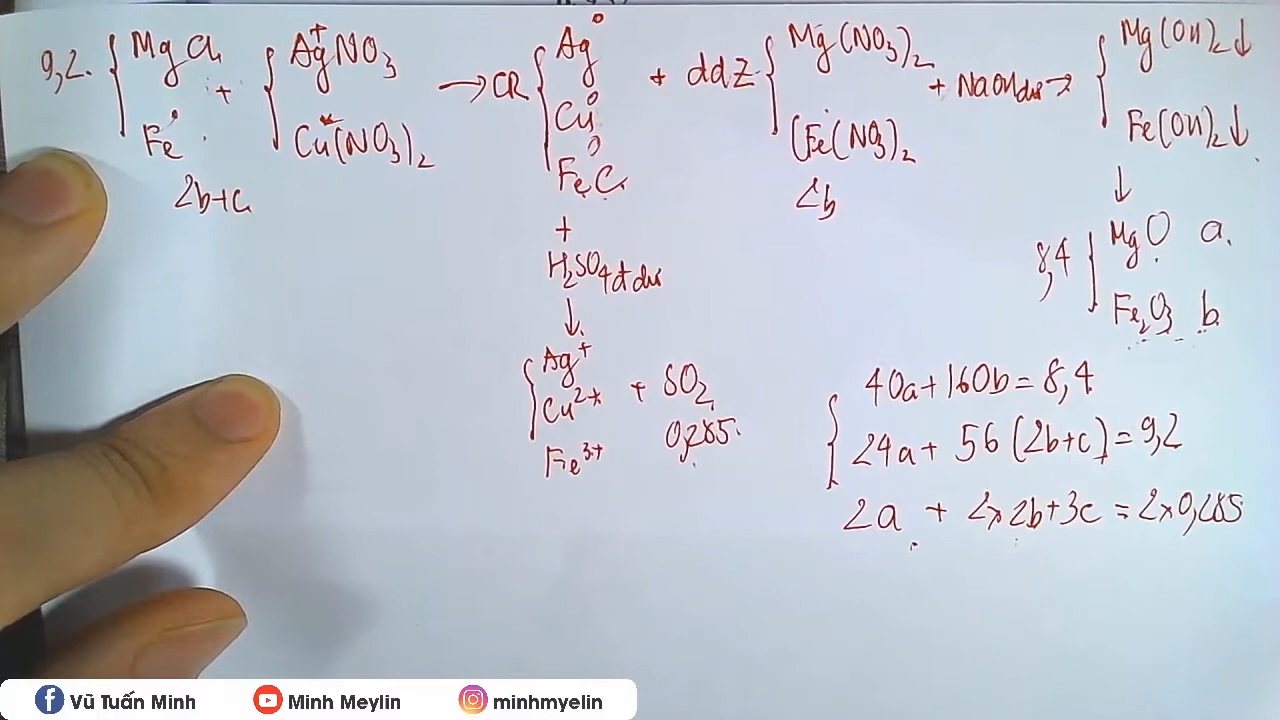 9,2. { Mg a + { AgNO3 → CR { Ag + ddZ { Mg(NO3)2 + NaOH dư → { Mg(OH)2↓
Fe Cu(NO3)2 Cu Fe(NO3)2 Fe(OH)2↓
2b+c Fe c 2b ↓
+ 8,4 { MgO a
H2SO4 đ dư Fe2O3 b
↓
{ Ag+ + SO2 { 40a+160b=8,4
Cu2+ 0,285 24a+56(2b+c)=9,2
Fe3+ 2a + 2×2b+3c=2×0,285
Vũ Tuấn Minh Minh Meylin minhmyelin